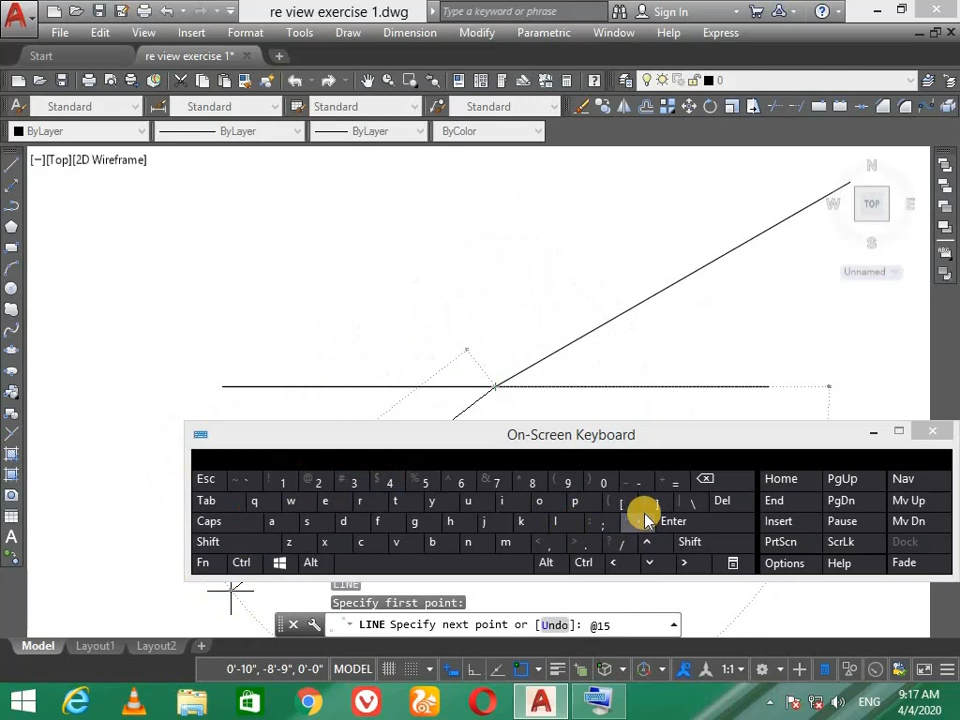 re view exercise 1.dwg
Type a keyword or phrase
Sign In
File Edit View Insert Format Tools Draw Dimension Modify Parametric Window Help Express
Start
re view exercise 1*
0
Standard Standard Standard Standard
ByLayer ByLayer ByLayer ByColor
[−][Top][2D Wireframe]
N
W TOP E
S
Unnamed
On-Screen Keyboard
Esc ~ ` ! 1 @ 2 # 3 $ 4 % 5 ^ 6 & 7 * 8 ( 9 ) 0 _ - + = Home PgUp Nav
Tab q w e r t y u i o p { [ ] | \ Del End PgDn Mv Up
Caps a s d f g h j k l : ; Enter Insert Pause Mv Dn
Shift z x c v b n m < , > . ? / ^ Shift PrtScn ScrLk Dock
Fn Ctrl Alt Alt Ctrl < v > Options Help Fade
LINE
Specify first point:
LINE Specify next point or [Undo]: @15
Model Layout1 Layout2 +
0'-10", -8'-9", 0'-0" MODEL 1:1
ENG
9:17 AM
4/4/2020